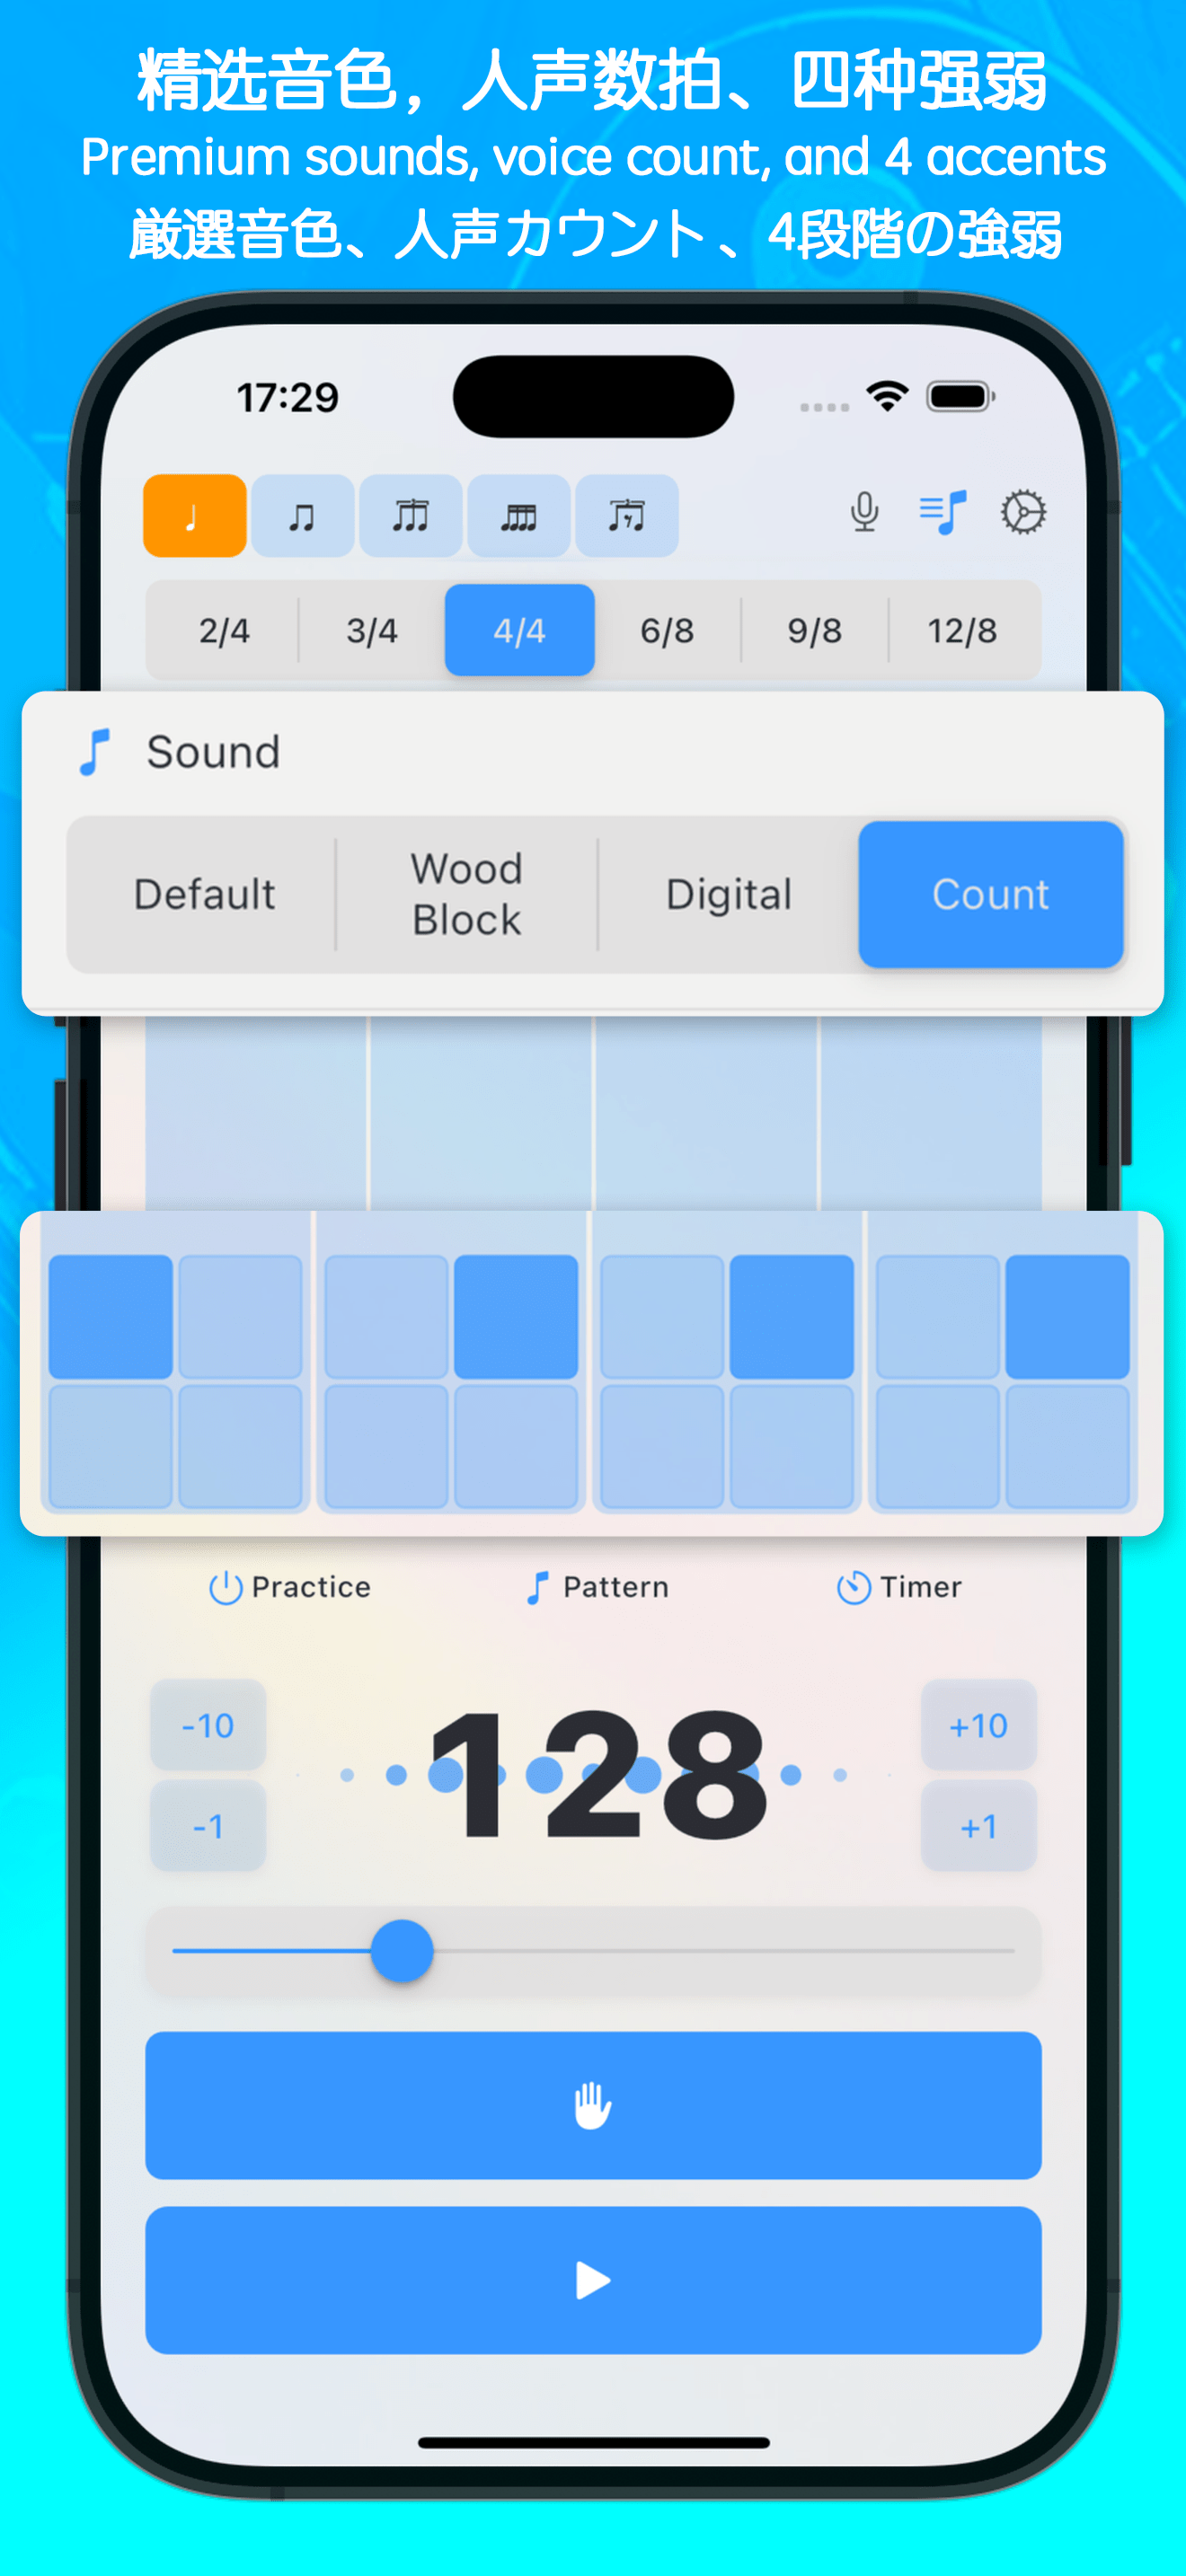 精选音色，人声数拍、四种强弱
Premium sounds, voice count, and 4 accents
厳選音色、人声カウント、4段階の強弱
17:29
2/4 3/4 4/4 6/8 9/8 12/8
Sound
Default Wood Block Digital Count
Practice Pattern Timer
-10 128 +10
-1 +1